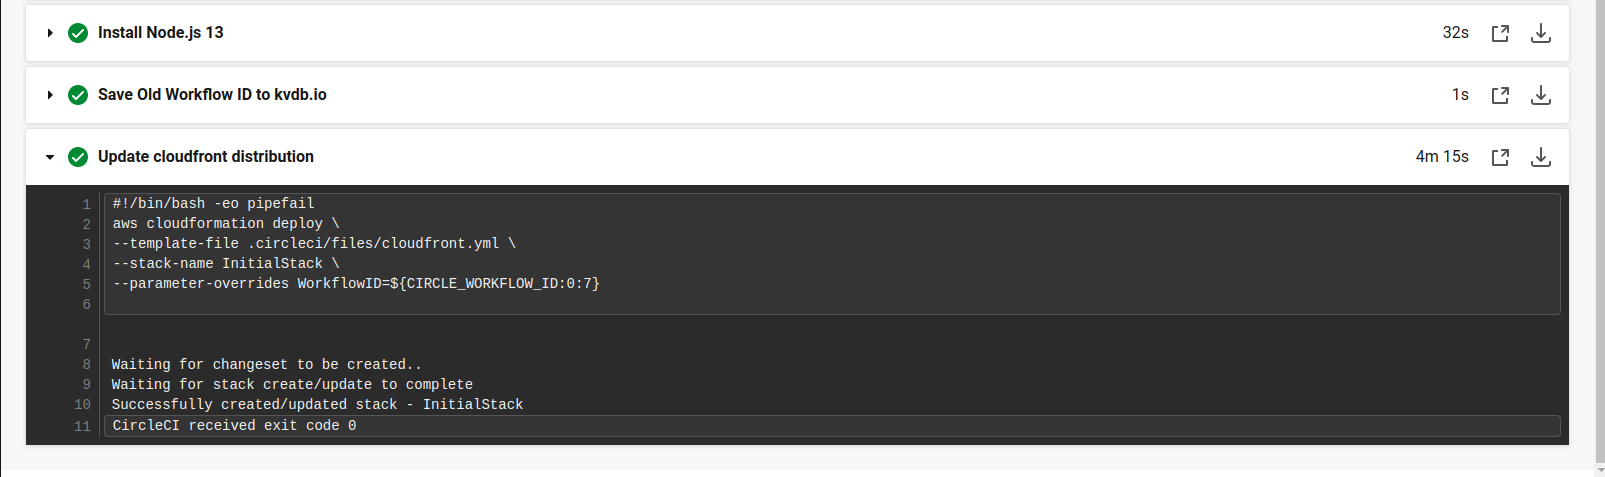 Install Node.js 13 32s
Save Old Workflow ID to kvdb.io 1s
Update cloudfront distribution 4m 15s
1 #!/bin/bash -eo pipefail
2 aws cloudformation deploy \
3 --template-file .circleci/files/cloudfront.yml \
4 --stack-name InitialStack \
5 --parameter-overrides WorkflowID=${CIRCLE_WORKFLOW_ID:0:7}
6
7
8 Waiting for changeset to be created..
9 Waiting for stack create/update to complete
10 Successfully created/updated stack - InitialStack
11 CircleCI received exit code 0